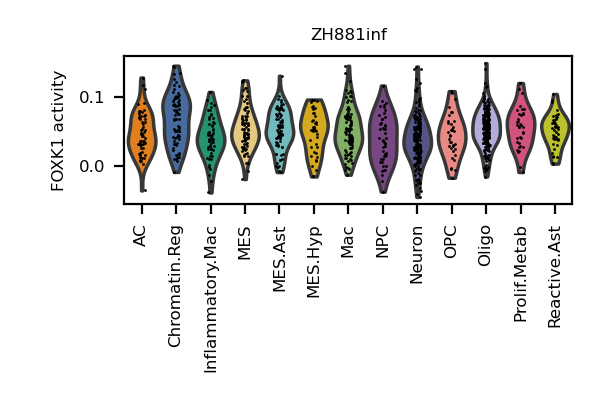 ZH881inf
FOXK1 activity
0.1
0.0
AC
Chromatin.Reg
Inflammatory.Mac
MES
MES.Ast
MES.Hyp
Mac
NPC
Neuron
OPC
Oligo
Prolif.Metab
Reactive.Ast